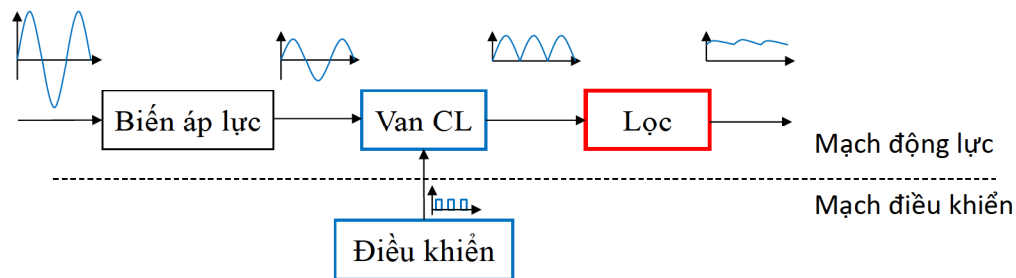 Biến áp lực
Van CL
Lọc
Mạch động lực
Mạch điều khiển
Điều khiển